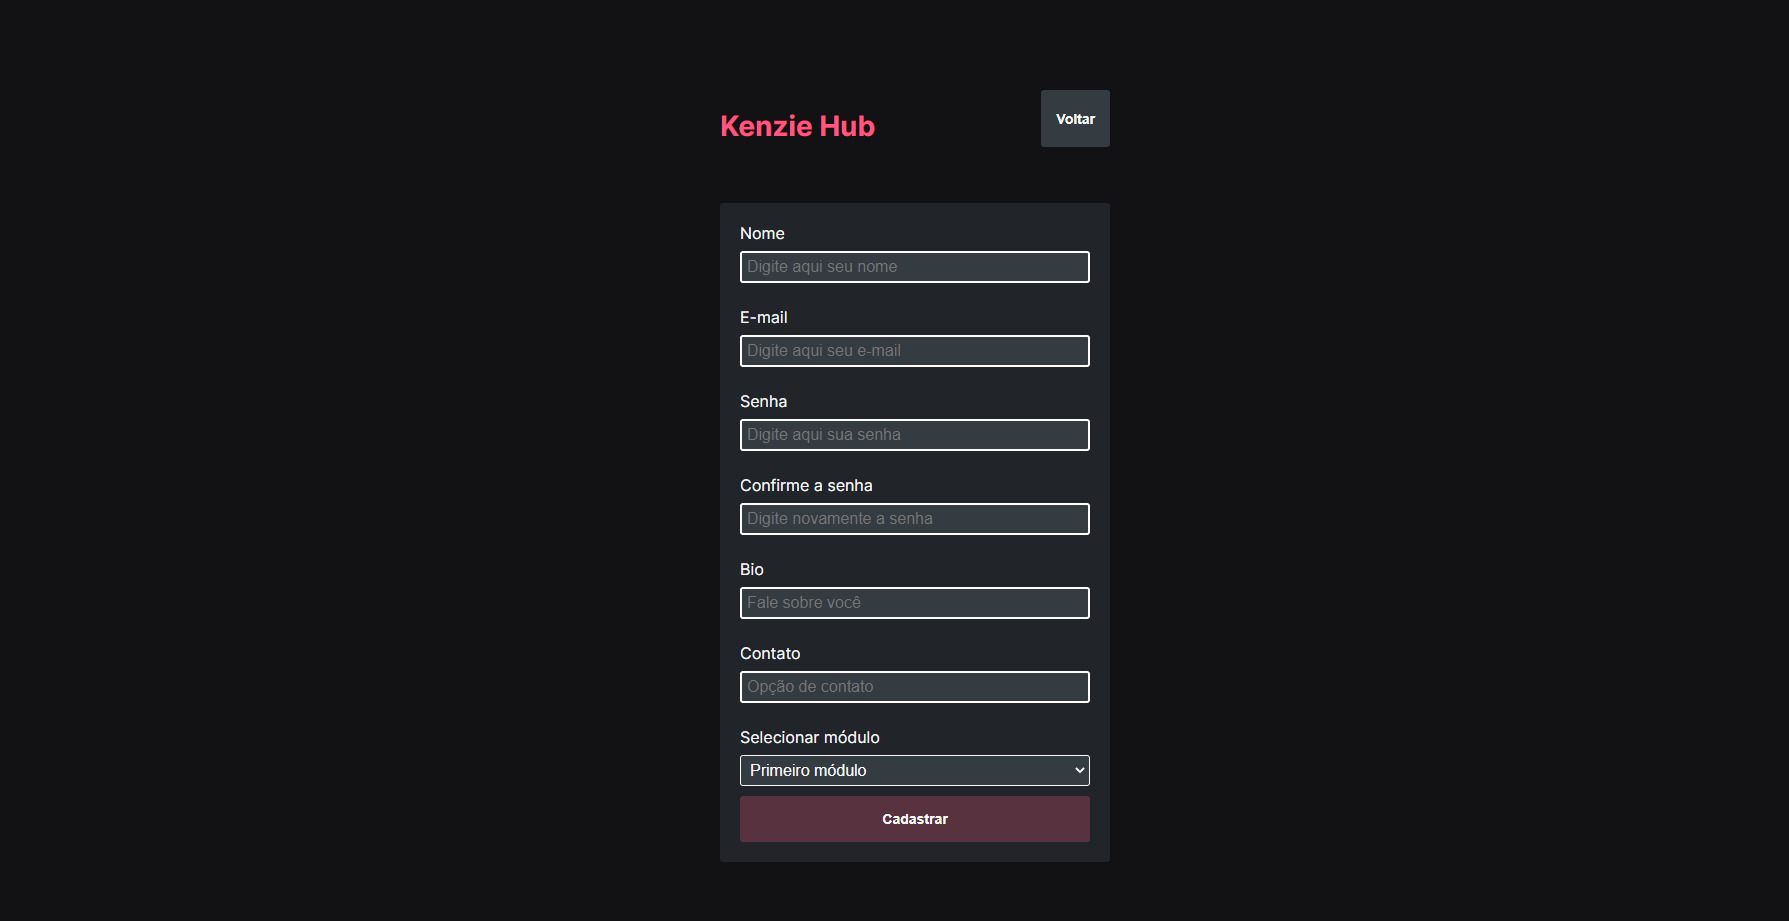 Kenzie Hub
Voltar
Nome
Digite aqui seu nome
E-mail
Digite aqui seu e-mail
Senha
Digite aqui sua senha
Confirme a senha
Digite novamente a senha
Bio
Fale sobre você
Contato
Opção de contato
Selecionar módulo
Primeiro módulo
Cadastrar